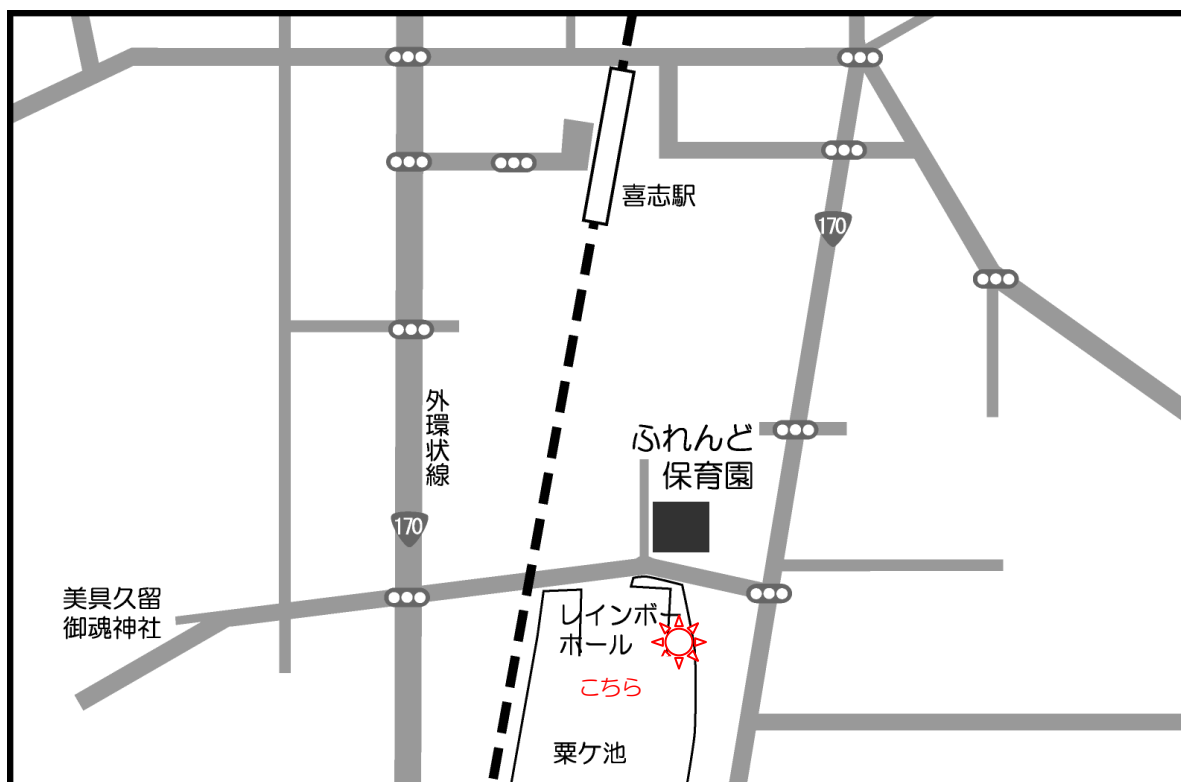 喜志駅
170
外環状線
ふれんど
保育園
170
美具久留
御魂神社
レインボー
ホール
こちら
粟ケ池